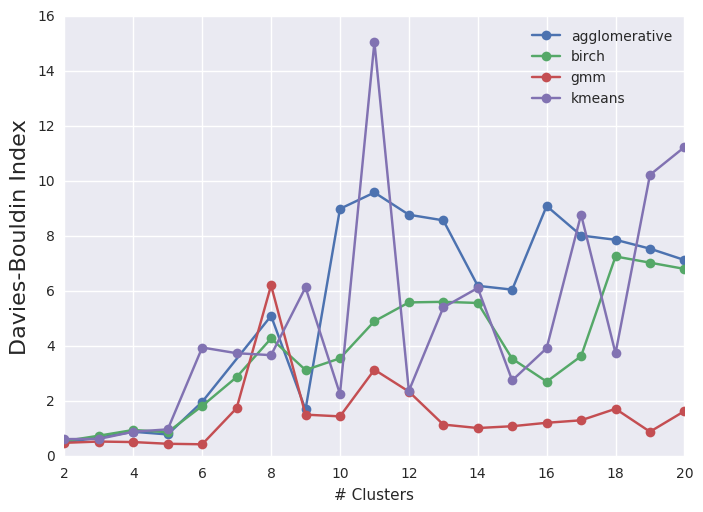 16
14
12
10
8
6
4
2
0
Davies-Bouldin Index
agglomerative
birch
gmm
kmeans
2 4 6 8 10 12 14 16 18 20
# Clusters